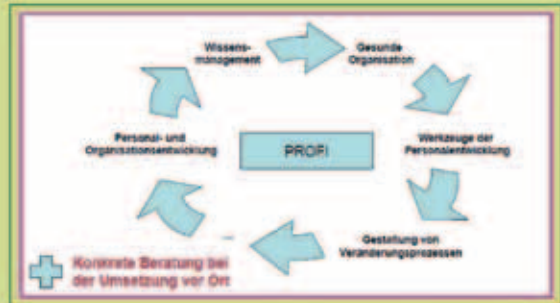 Wissens-
management
Gesunde
Organisation
Personal- und
Organisationsentwicklung
PROFI
Werkzeuge der
Personalentwicklung
Gestaltung von
Veränderungsprozessen
...
Konkrete Beratung bei
der Umsetzung vor Ort